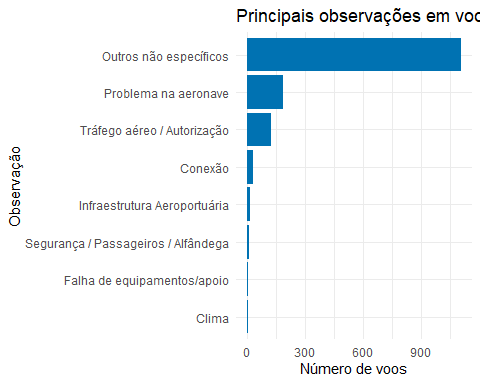 Principais observações em
Outros não específicos
Problema na aeronave
Tráfego aéreo / Autorização
Conexão
Infraestrutura Aeroportuária
Segurança / Passageiros / Alfândega
Falha de equipamentos/apoio
Clima
Observação
0 300 600 900
Número de voos